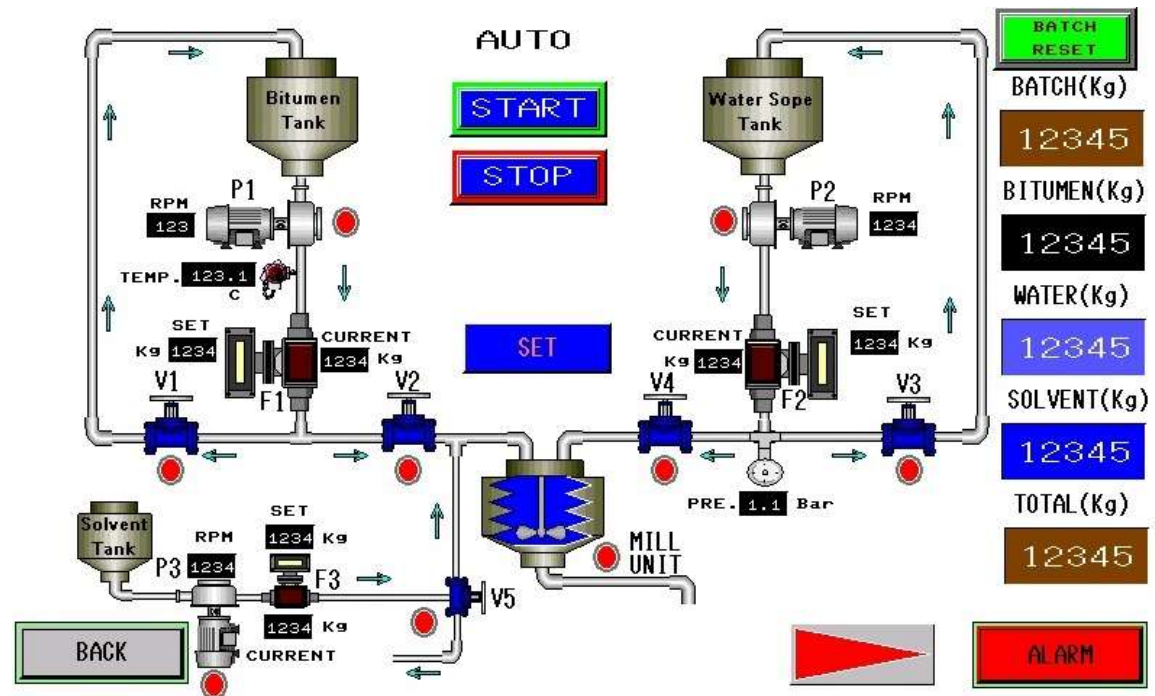 AUTO
START
STOP
SET
Bitumen
Tank
P1
RPM
123
TEMP. 123.1
C
SET
Kg 1234
CURRENT
1234 Kg
F1
V1
V2
Water Sope
Tank
P2
RPM
1234
CURRENT
Kg 1234
SET
1234 Kg
F2
V4
V3
PRE. 1.1 Bar
Solvent
Tank
RPM
P3 1234
SET
1234 Kg
F3
1234 Kg
CURRENT
V5
MILL
UNIT
BACK
BATCH
RESET
BATCH(Kg)
12345
BITUMEN(Kg)
12345
WATER(Kg)
12345
SOLVENT(Kg)
12345
TOTAL(Kg)
12345
ALARM